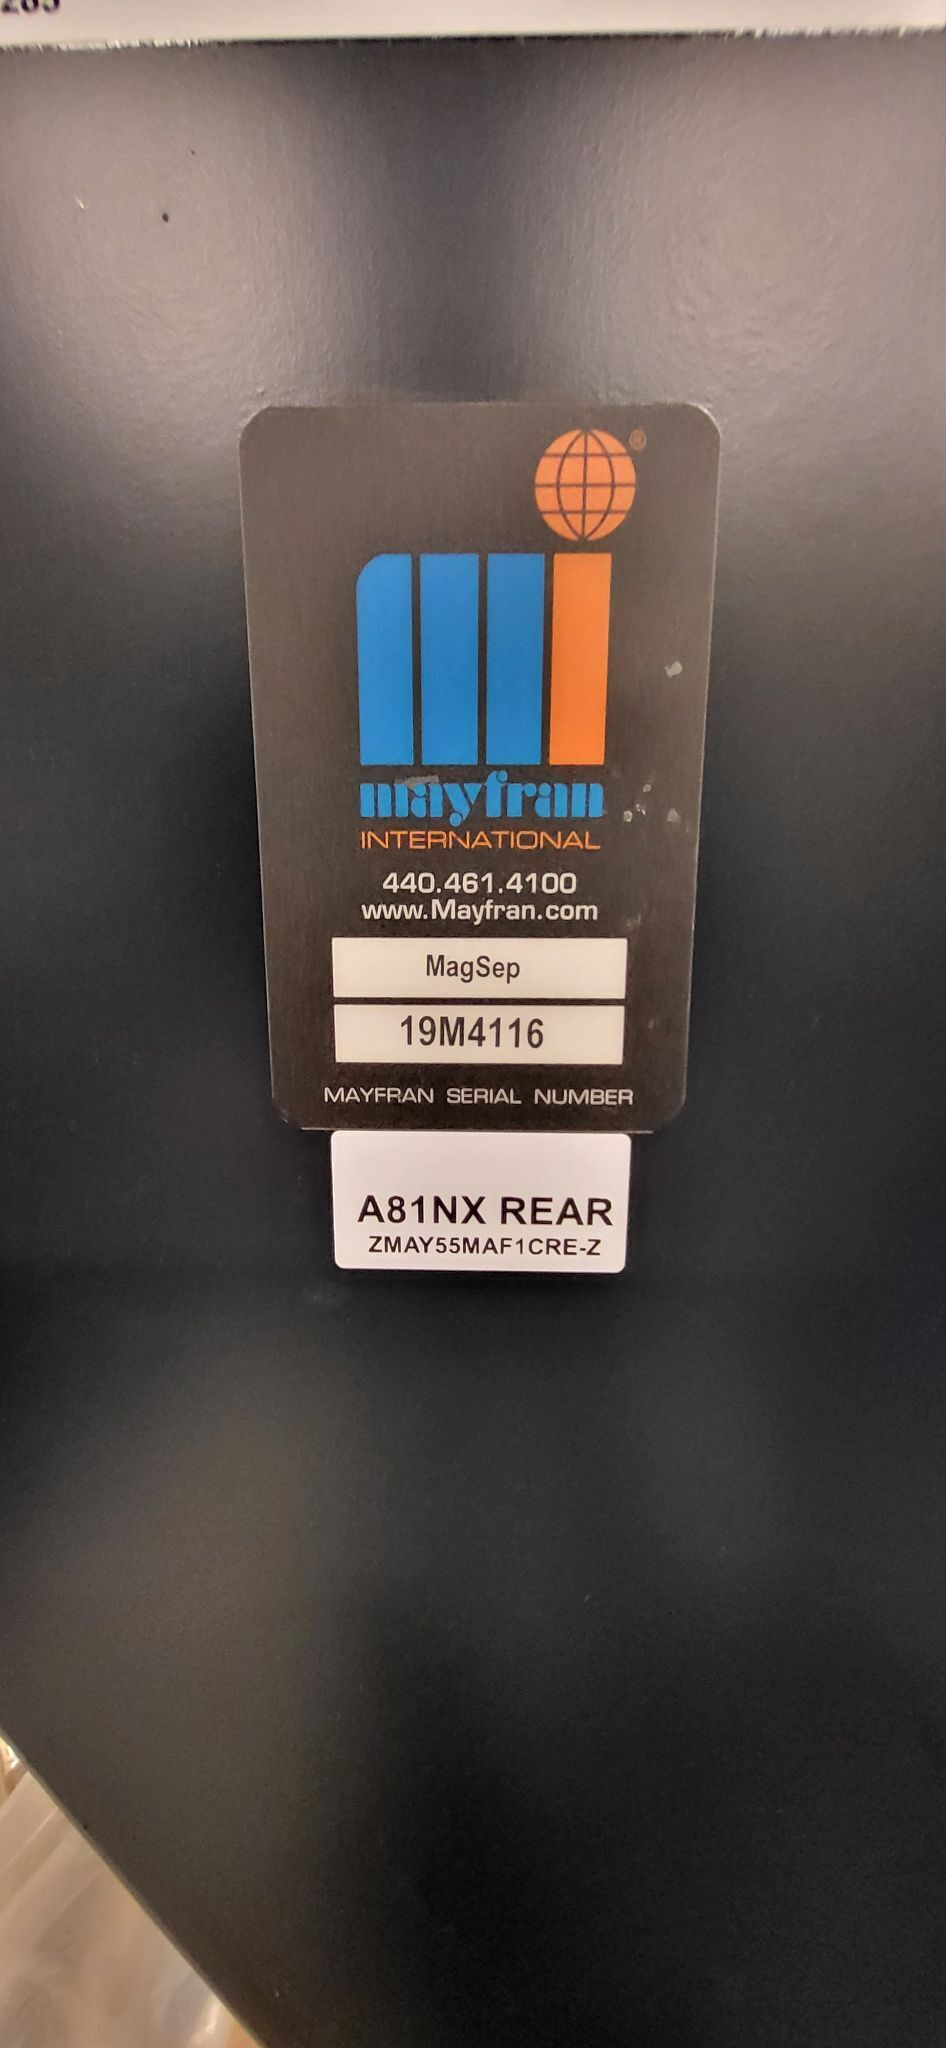 ®
mayfran
INTERNATIONAL
440.461.4100
www.Mayfran.com
MagSep
19M4116
MAYFRAN SERIAL NUMBER
A81NX REAR
ZMAY55MAF1CRE-Z